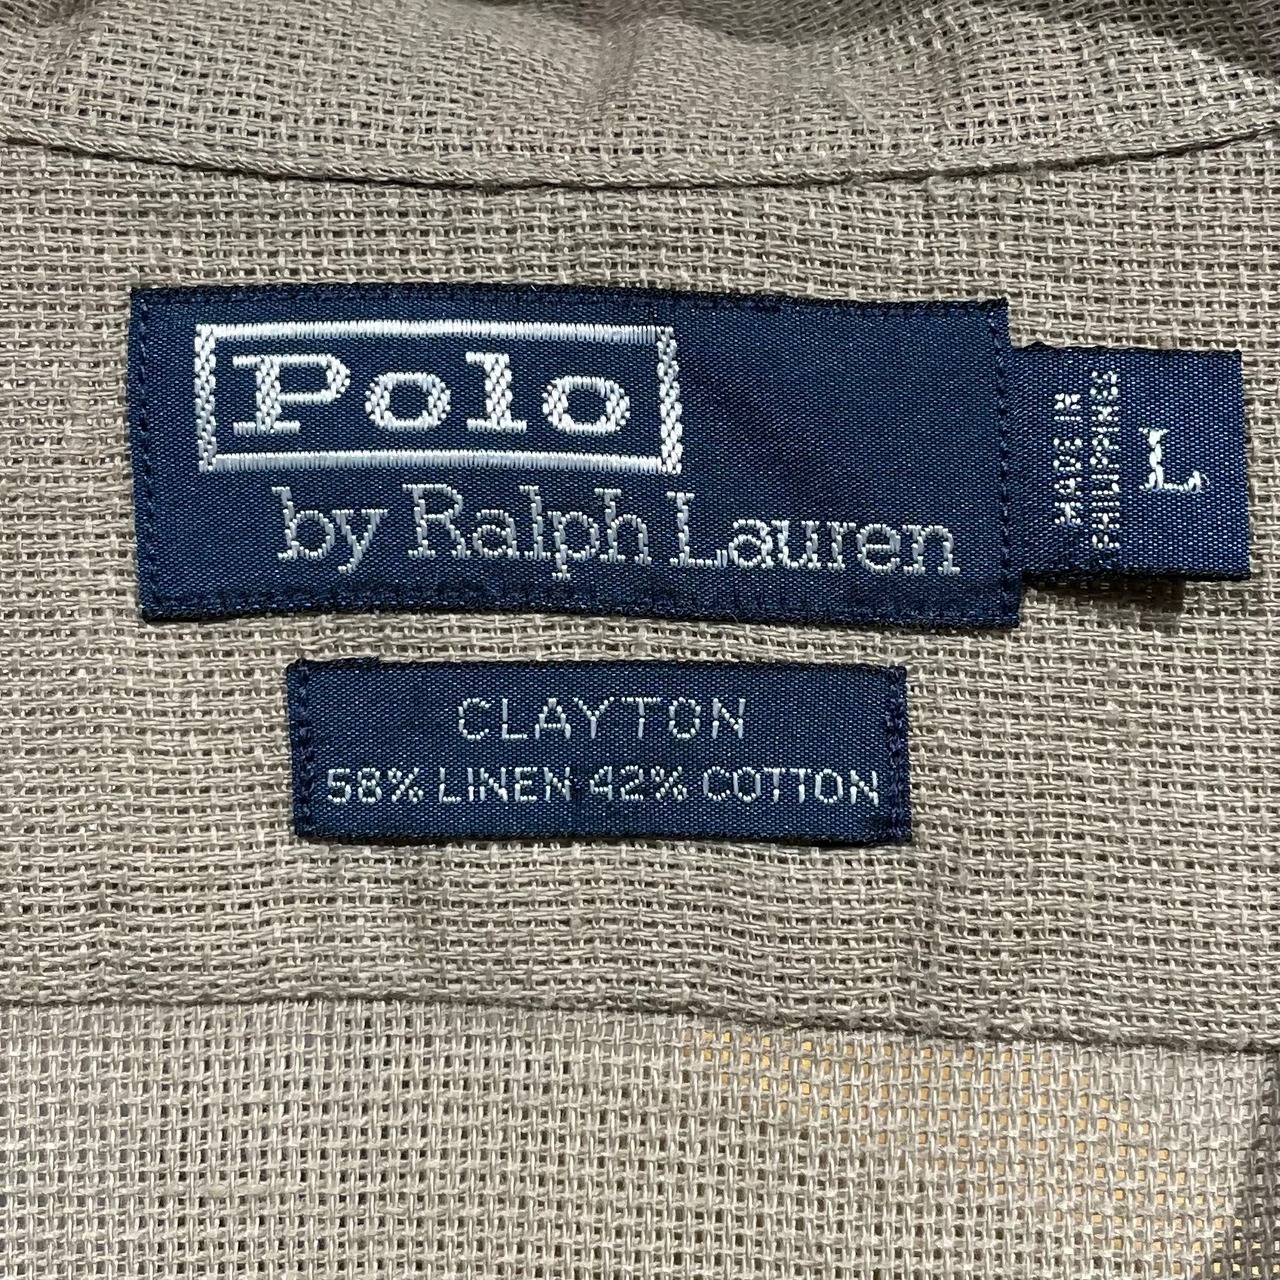 Polo
by Ralph Lauren
MADE IN
PHILIPPINES
L
CLAYTON
58% LINEN 42% COTTON